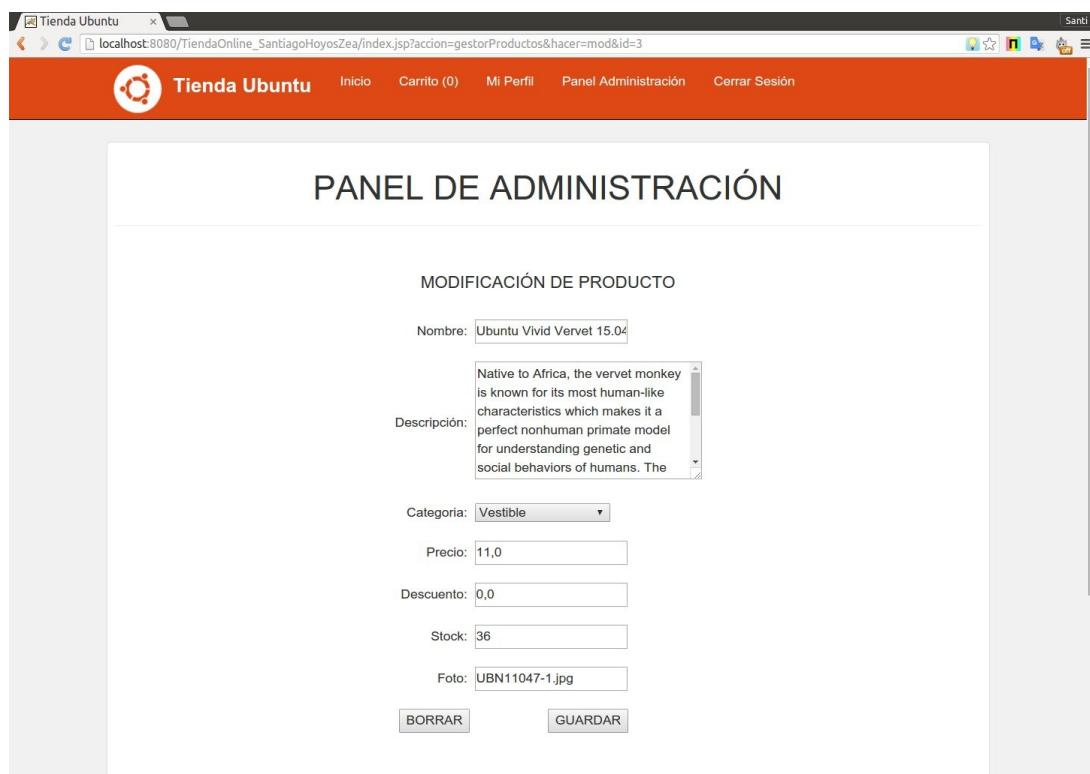 Tienda Ubuntu
Santi
localhost:8080/TiendaOnline_SantiagoHoyosZea/index.jsp?accion=gestorProductos&hacer=mod&id=3
Tienda Ubuntu Inicio Carrito (0) Mi Perfil Panel Administración Cerrar Sesión
PANEL DE ADMINISTRACIÓN
MODIFICACIÓN DE PRODUCTO
Nombre: Ubuntu Vivid Vervet 15.04
Descripción:
Native to Africa, the vervet monkey
is known for its most human-like
characteristics which makes it a
perfect nonhuman primate model
for understanding genetic and
social behaviors of humans. The
Categoria: Vestible
Precio: 11,0
Descuento: 0,0
Stock: 36
Foto: UBN11047-1.jpg
BORRAR GUARDAR